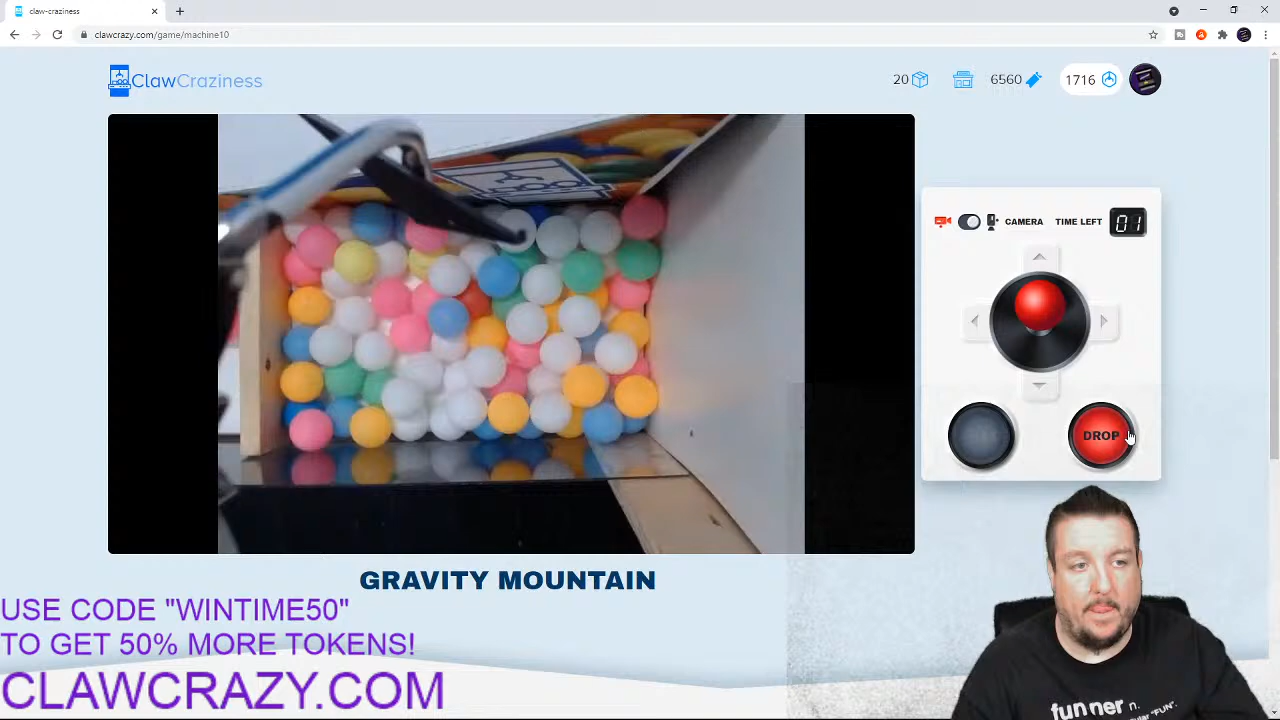 claw-craziness
clawcrazy.com/game/machine10
ClawCraziness
20
6560
1716
CAMERA
TIME LEFT
01
DROP
GRAVITY MOUNTAIN
USE CODE "WINTIME50"
TO GET 50% MORE TOKENS!
CLAWCRAZY.COM
funner n.